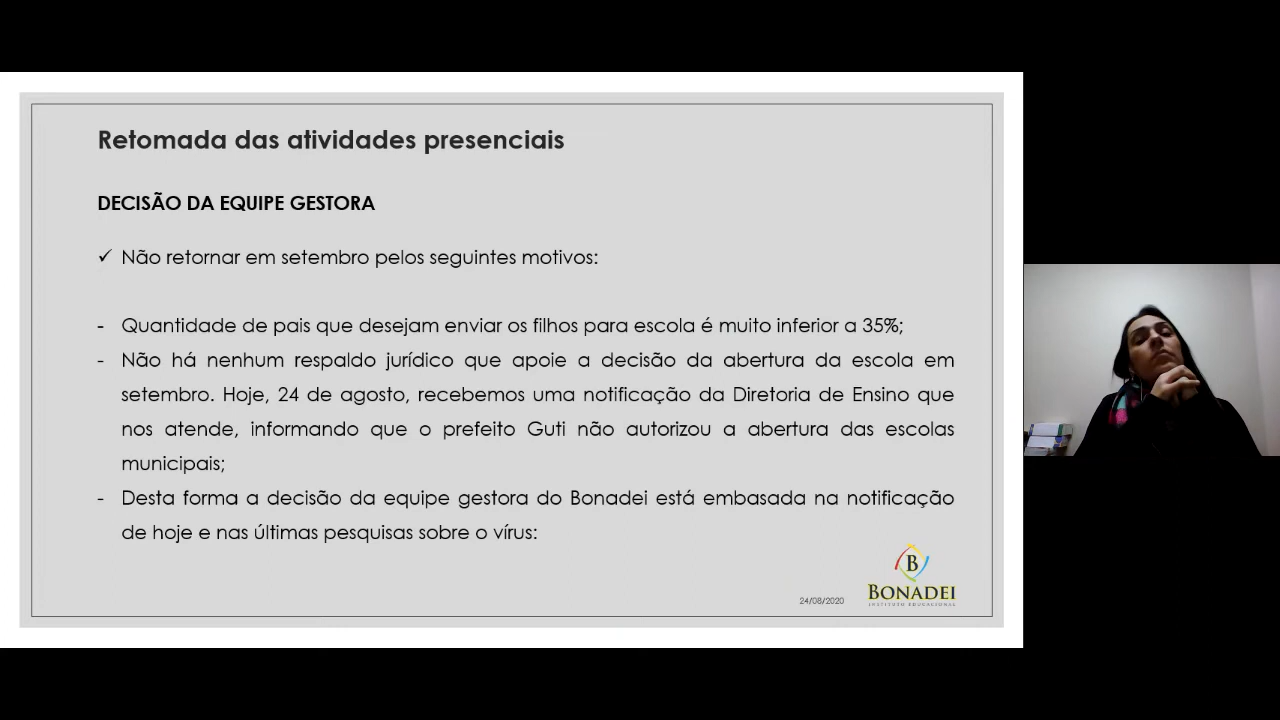 Retomada das atividades presenciais
DECISÃO DA EQUIPE GESTORA
✓ Não retornar em setembro pelos seguintes motivos:
- Quantidade de pais que desejam enviar os filhos para escola é muito inferior a 35%;
- Não há nenhum respaldo jurídico que apoie a decisão da abertura da escola em
setembro. Hoje, 24 de agosto, recebemos uma notificação da Diretoria de Ensino que
nos atende, informando que o prefeito Guti não autorizou a abertura das escolas
municipais;
- Desta forma a decisão da equipe gestora do Bonadei está embasada na notificação
de hoje e nas últimas pesquisas sobre o vírus:
24/08/2020
B
BONADEI
INSTITUTO EDUCACIONAL